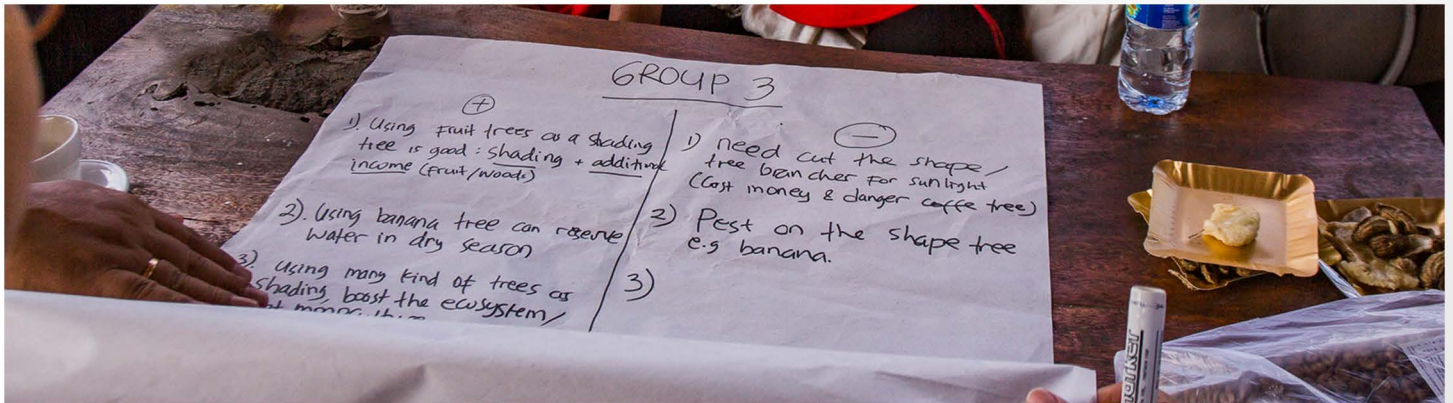 GROUP 3
+
1). Using fruit trees as a shading
tree is good : shading + additional
income (fruit/woods)
2). Using banana tree can reserve
water in dry season
3) Using many kind of trees as
shading, boost the ecosystem,
−
1) need cut the shape/
tree brancher for sunlight
(Cost money & danger coffe tree)
2) Pest on the shape tree
e.g banana.
3)
marker